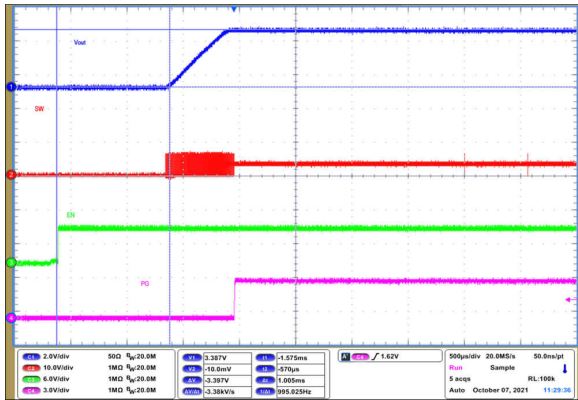 Vout
1
SW
2
EN
3
PG
4
C1 2.0V/div 50Ω BW:20.0M
C2 10.0V/div 1MΩ BW:20.0M
C3 6.0V/div 1MΩ BW:20.0M
C4 3.0V/div 1MΩ BW:20.0M
V1 3.387V t1 -1.575ms
V2 -10.0mV t2 -570µs
ΔV -3.397V Δt 1.005ms
ΔV/Δt -3.38kV/s 1/Δt 995.025Hz
A' C4 ∫ 1.62V
500µs/div 20.0MS/s 50.0ns/pt
Run Sample
5 acqs RL:100k
Auto October 07, 2021 11:29:36